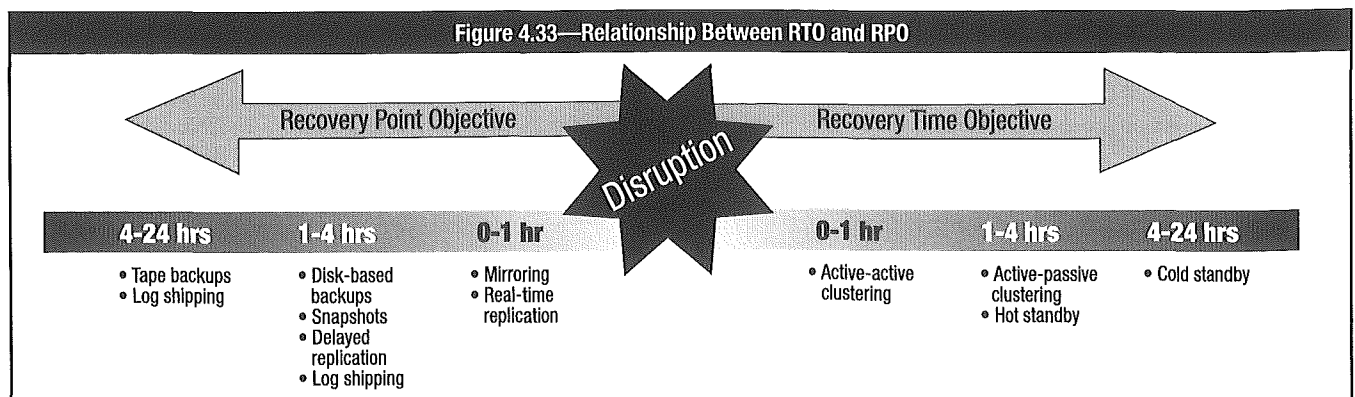 Figure 4.33—Relationship Between RTO and RPO
Recovery Point Objective
Disruption
Recovery Time Objective
4-24 hrs
1-4 hrs
0-1 hr
0-1 hr
1-4 hrs
4-24 hrs
• Tape backups
• Log shipping
• Disk-based
backups
• Snapshots
• Delayed
replication
• Log shipping
• Mirroring
• Real-time
replication
• Active-active
clustering
• Active-passive
clustering
• Hot standby
• Cold standby